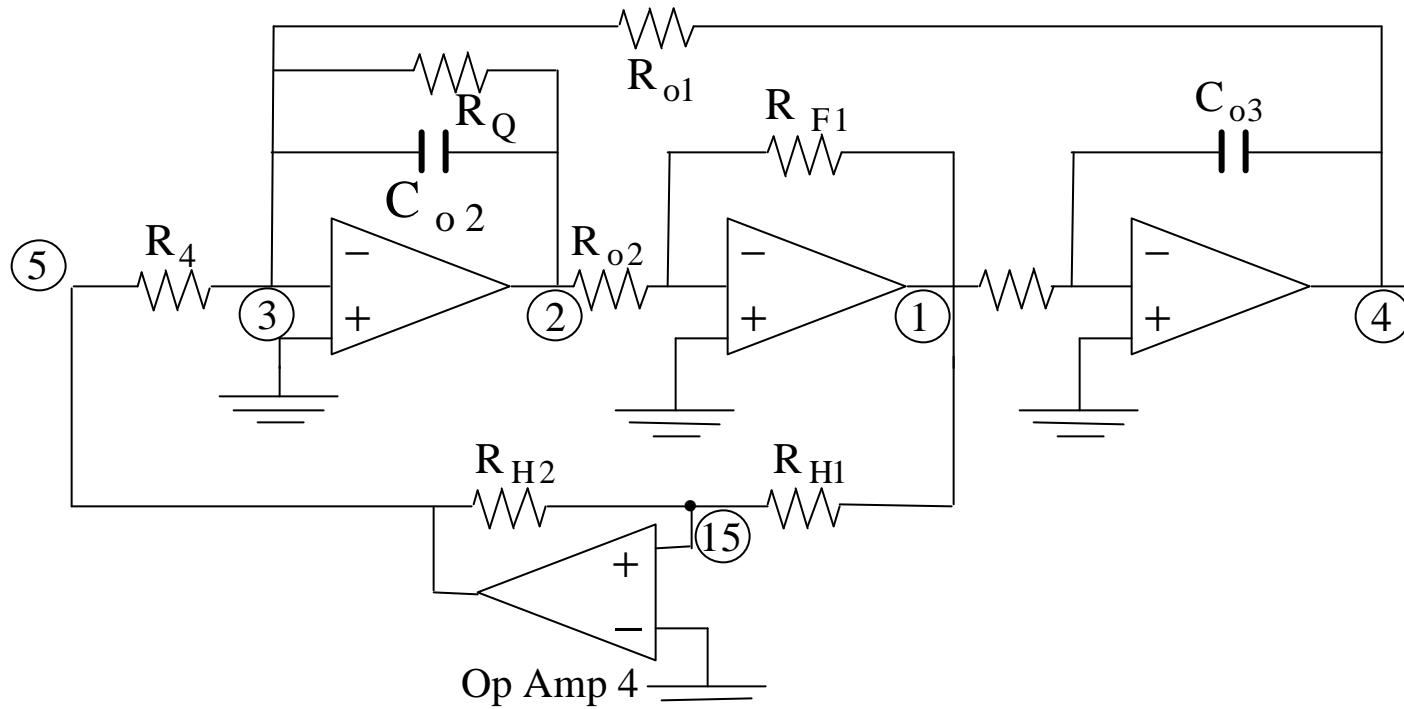 R o1
R Q
R F1
C o3
C o 2
R 4
R o2
5
3
2
1
4
− + − + − +
R H2
R H1
15
+
−
Op Amp 4